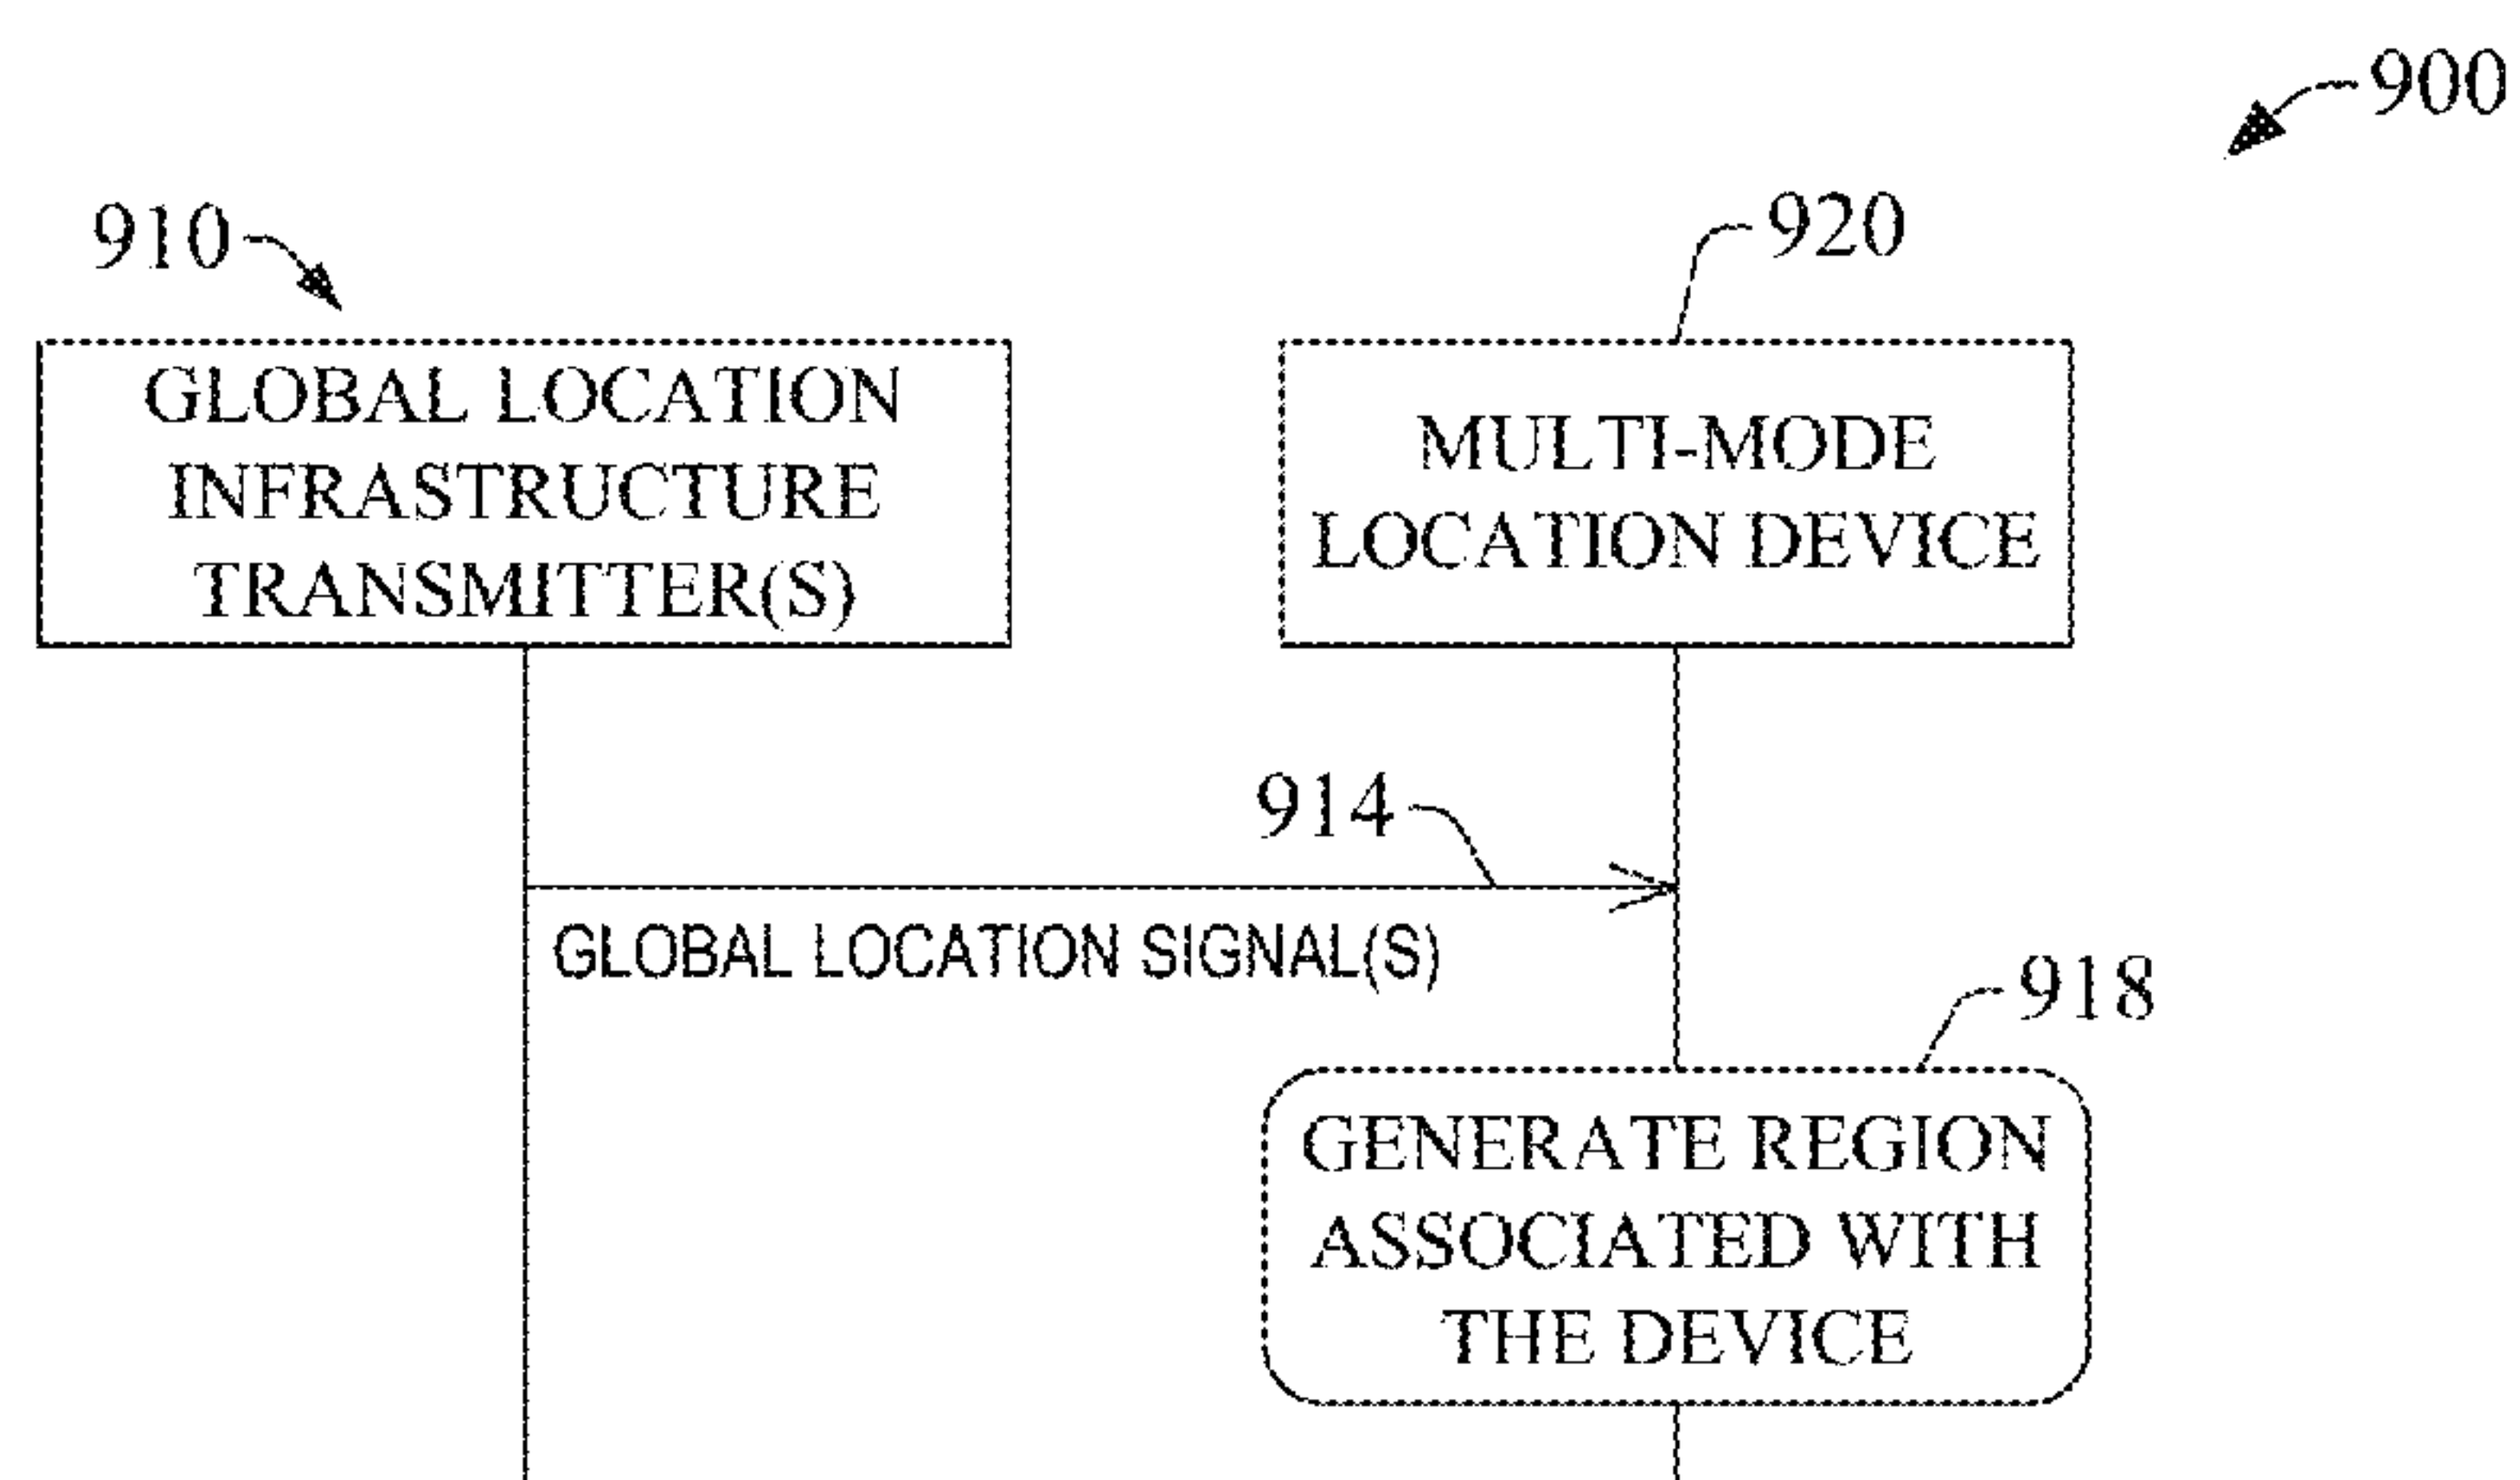 900
910
920
GLOBAL LOCATION
INFRASTRUCTURE
TRANSMITTER(S)
MULTI-MODE
LOCATION DEVICE
914
GLOBAL LOCATION SIGNAL(S)
918
GENERATE REGION
ASSOCIATED WITH
THE DEVICE